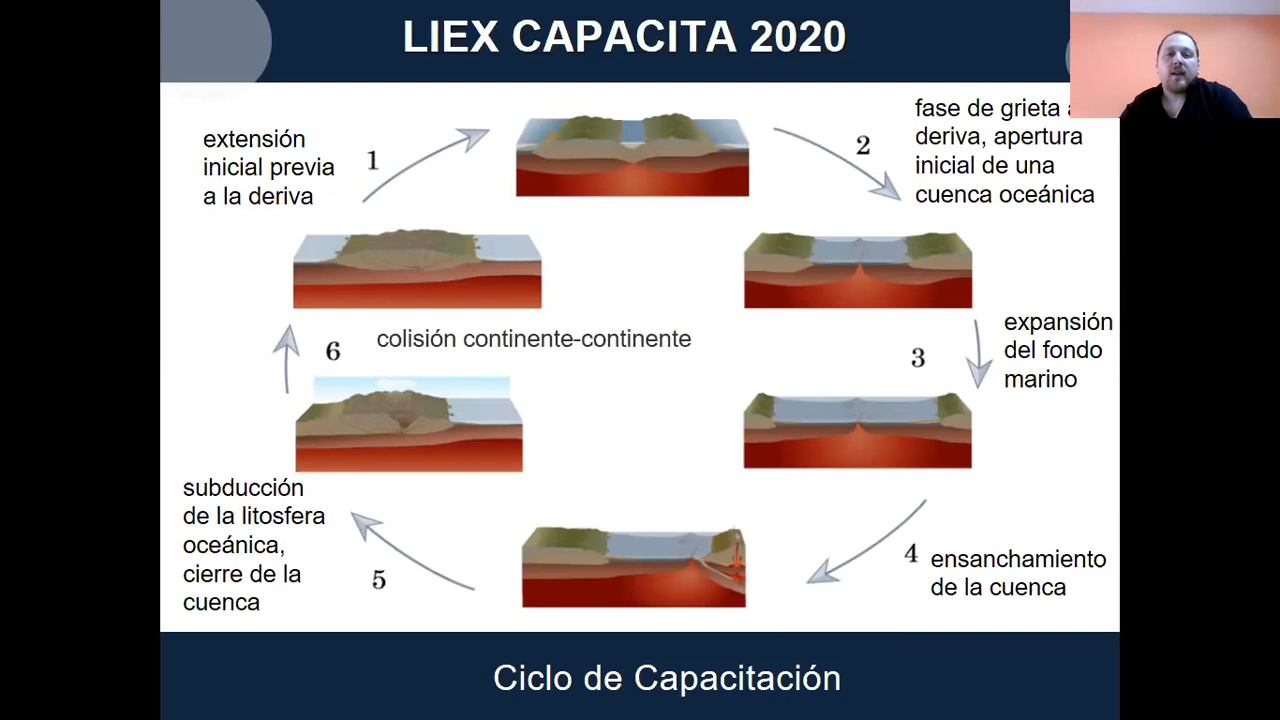 LIEX CAPACITA 2020
extensión
inicial previa
a la deriva
1
2
fase de grieta a
deriva, apertura
inicial de una
cuenca oceánica
expansión
del fondo
marino
3
colisión continente-continente
6
subducción
de la litosfera
oceánica,
cierre de la
cuenca
5
4
ensanchamiento
de la cuenca
Ciclo de Capacitación